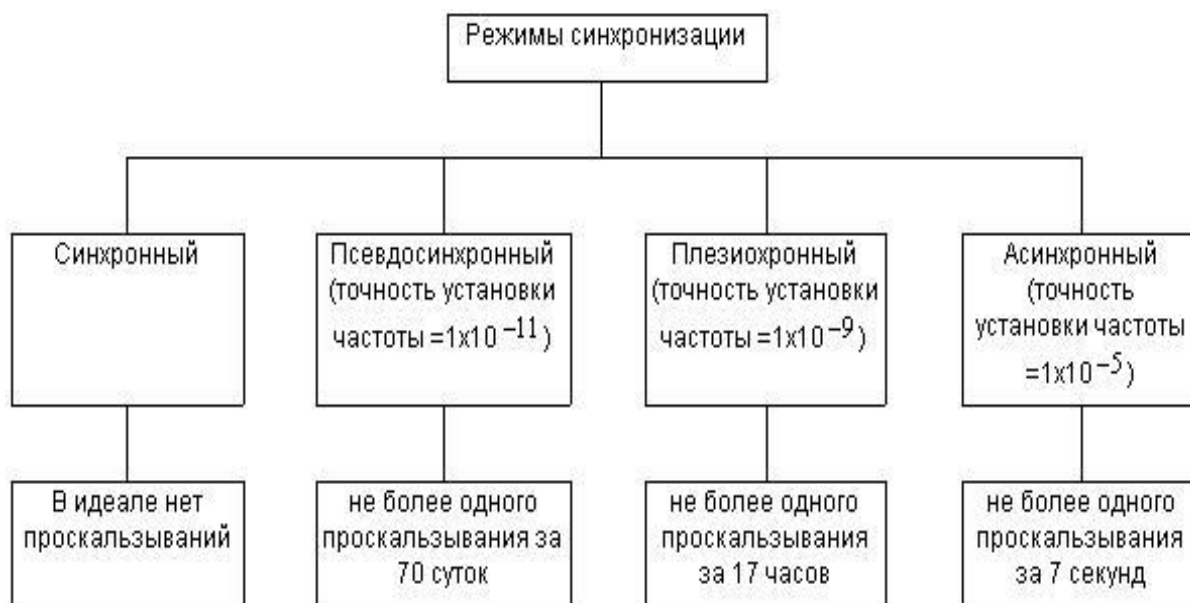 Режимы синхронизации
Синхронный
Псевдосинхронный
(точность установки
частоты =1x10 −11 )
Плезиохронный
(точность установки
частоты =1x10 −9 )
Асинхронный
(точность
установки частоты
=1x10 −5 )
В идеале нет
проскальзываний
не более одного
проскальзывания за
70 суток
не более одного
проскальзывания
за 17 часов
не более одного
проскальзывания
за 7 секунд